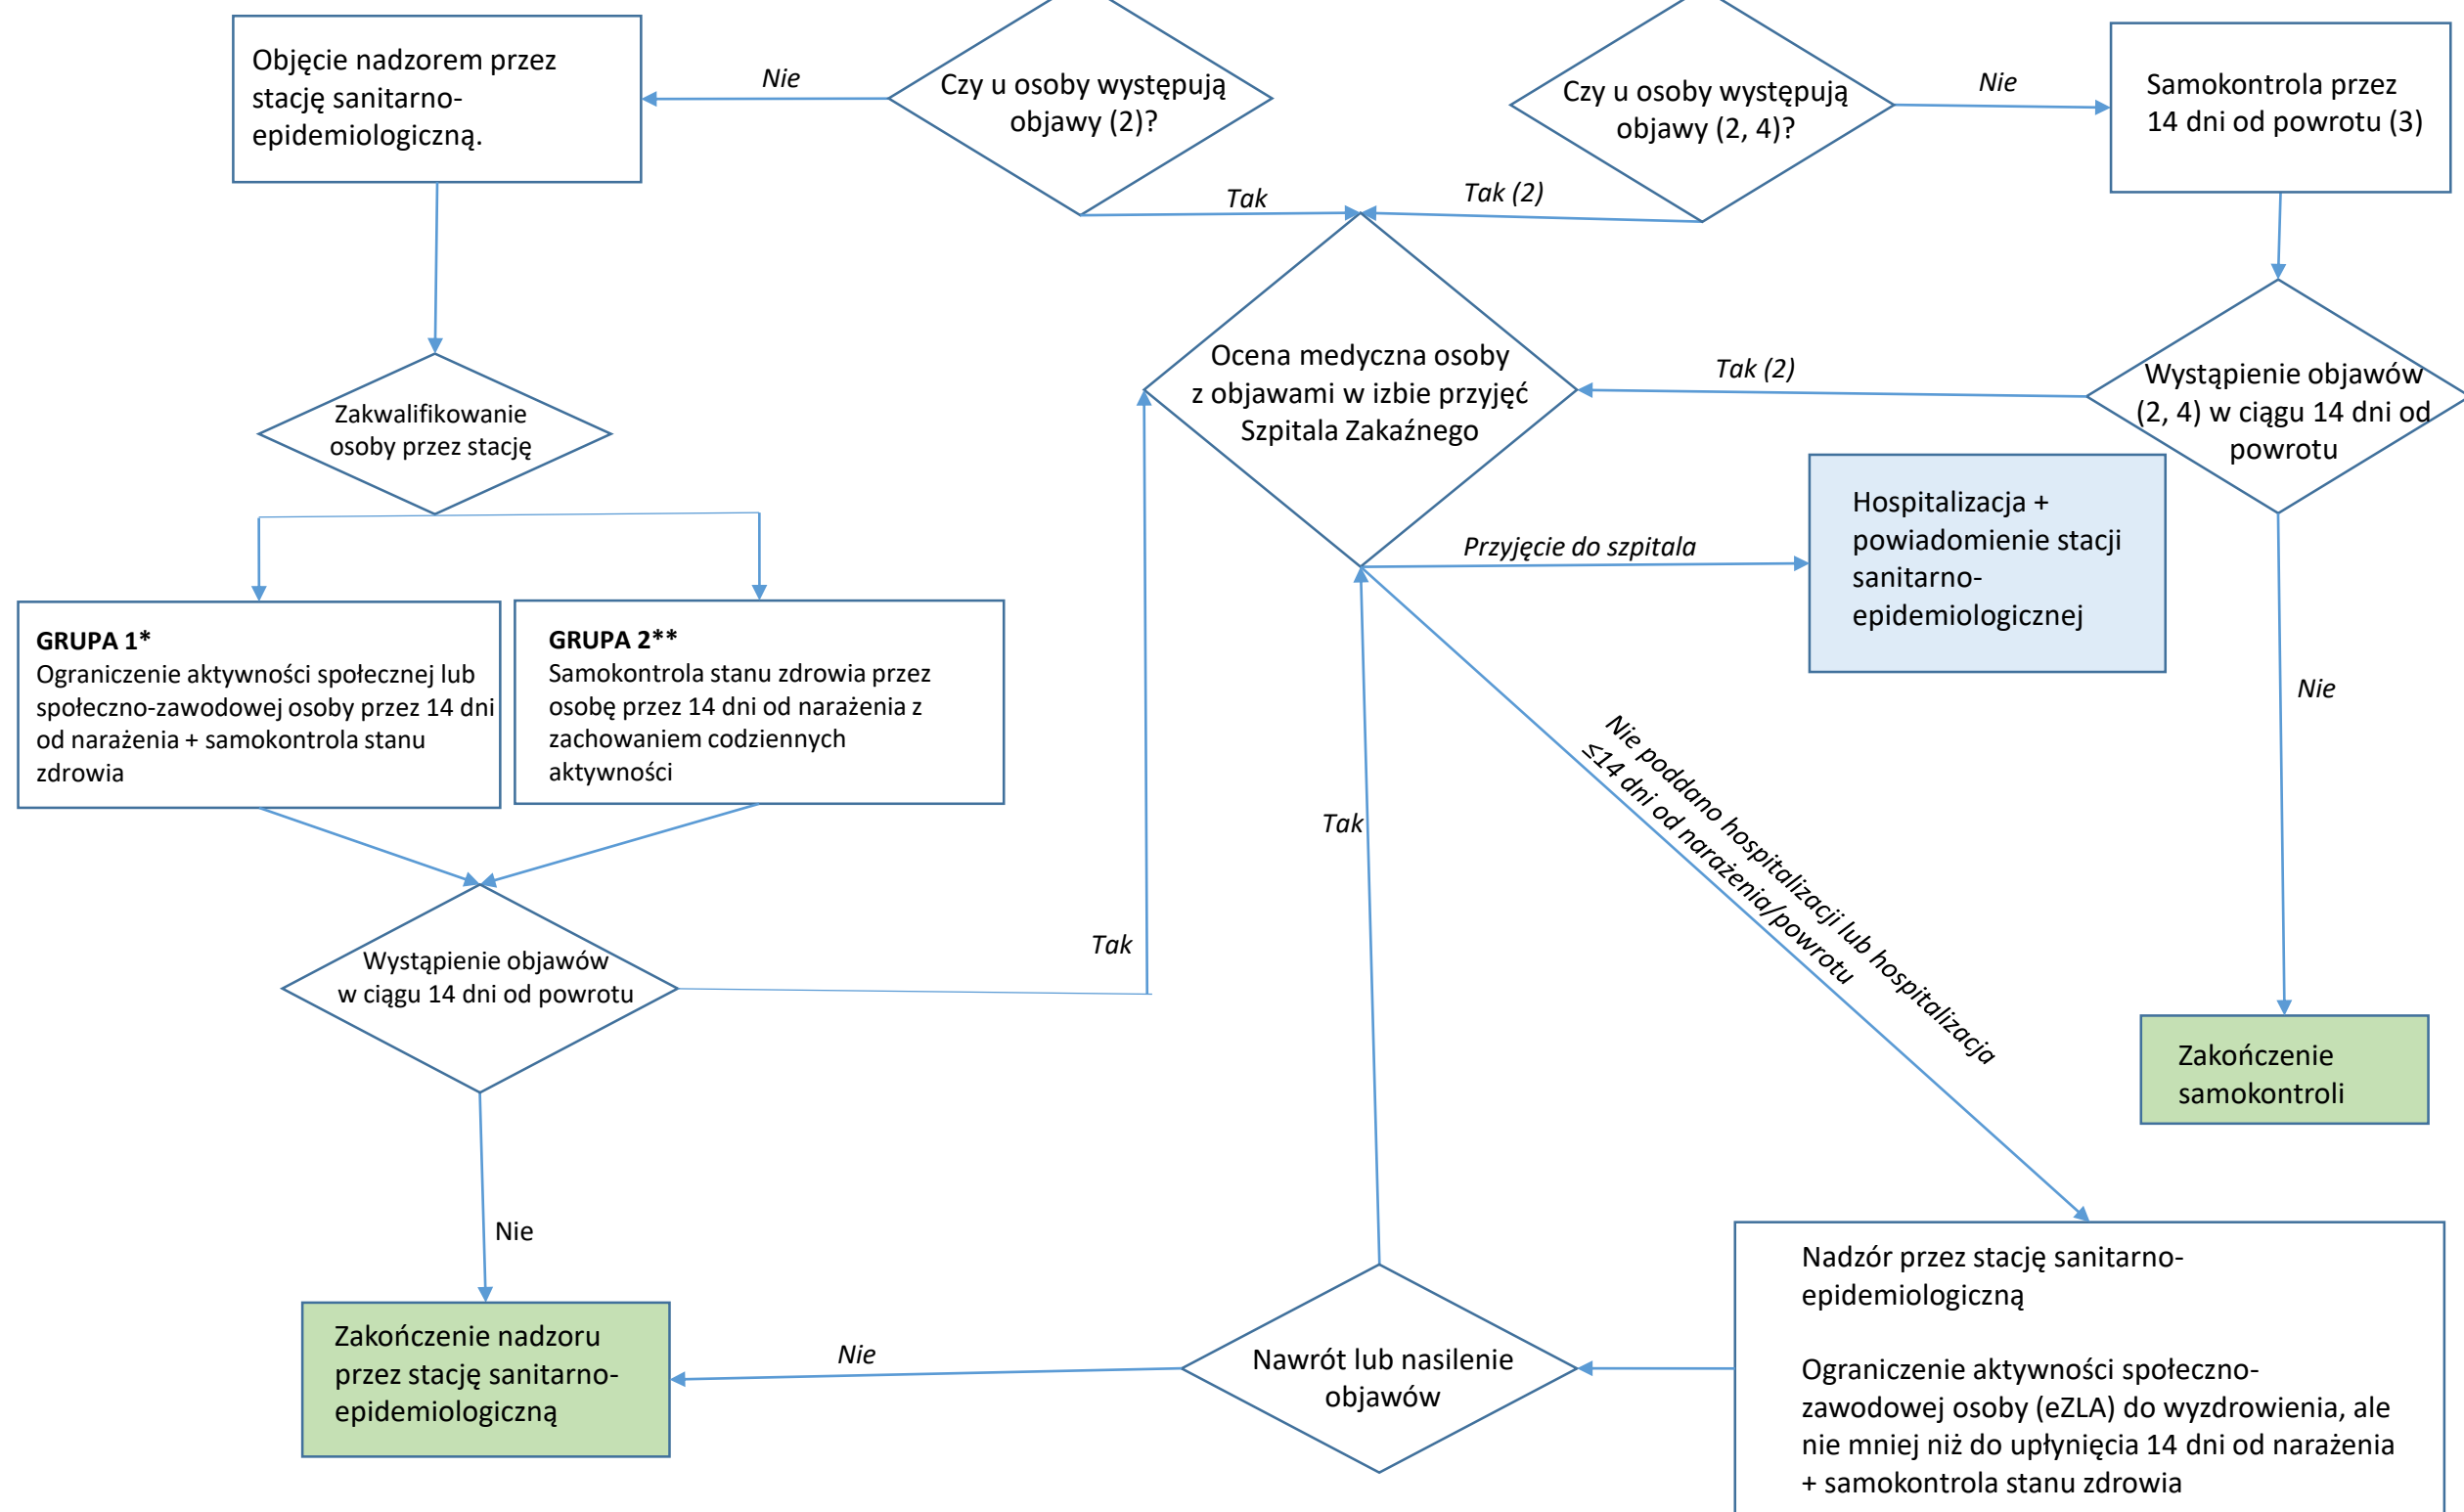 Objęcie nadzorem przez
stację sanitarno-
epidemiologiczną.
Nie
Czy u osoby występują
objawy (2)?
Czy u osoby występują
objawy (2, 4)?
Nie
Samokontrola przez
14 dni od powrotu (3)
Tak
Tak (2)
Zakwalifikowanie
osoby przez stację
Ocena medyczna osoby
z objawami w izbie przyjęć
Szpitala Zakaźnego
Tak (2)
Wystąpienie objawów
(2, 4) w ciągu 14 dni od
powrotu
Przyjęcie do szpitala
Hospitalizacja +
powiadomienie stacji
sanitarno-
epidemiologicznej
GRUPA 1*
Ograniczenie aktywności społecznej lub
społeczno-zawodowej osoby przez 14 dni
od narażenia + samokontrola stanu
zdrowia
GRUPA 2**
Samokontrola stanu zdrowia przez
osobę przez 14 dni od narażenia z
zachowaniem codziennych
aktywności
Nie
Nie poddano hospitalizacji lub hospitalizacja
≤14 dni od narażenia/powrotu
Tak
Tak
Wystąpienie objawów
w ciągu 14 dni od powrotu
Zakończenie
samokontroli
Nie
Zakończenie nadzoru
przez stację sanitarno-
epidemiologiczną
Nie
Nawrót lub nasilenie
objawów
Nadzór przez stację sanitarno-
epidemiologiczną
Ograniczenie aktywności społeczno-
zawodowej osoby (eZLA) do wyzdrowienia, ale
nie mniej niż do upłynięcia 14 dni od narażenia
+ samokontrola stanu zdrowia